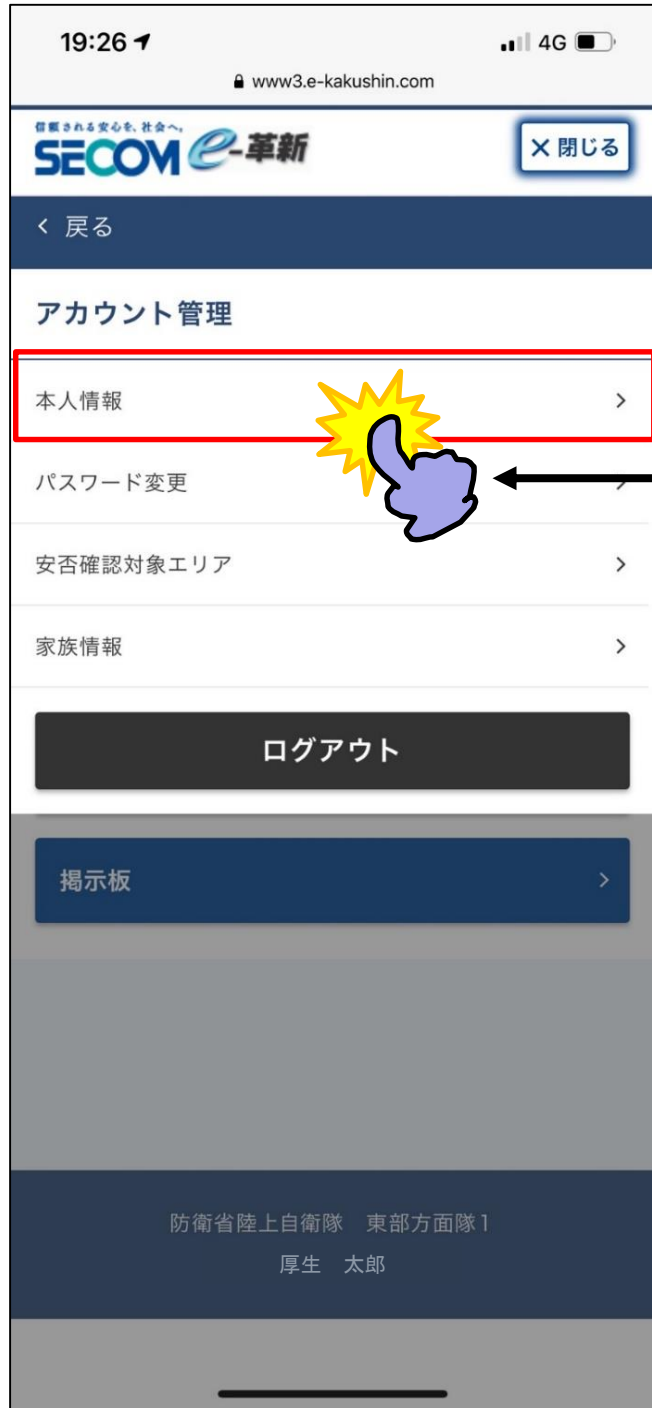 19:26
4G
www3.e-kakushin.com
信頼される安心を、社会へ。
SECOM e-革新
×閉じる
< 戻る
アカウント管理
本人情報 >
パスワード変更 >
安否確認対象エリア >
家族情報 >
ログアウト
掲示板 >
防衛省陸上自衛隊 東部方面隊1
厚生 太郎